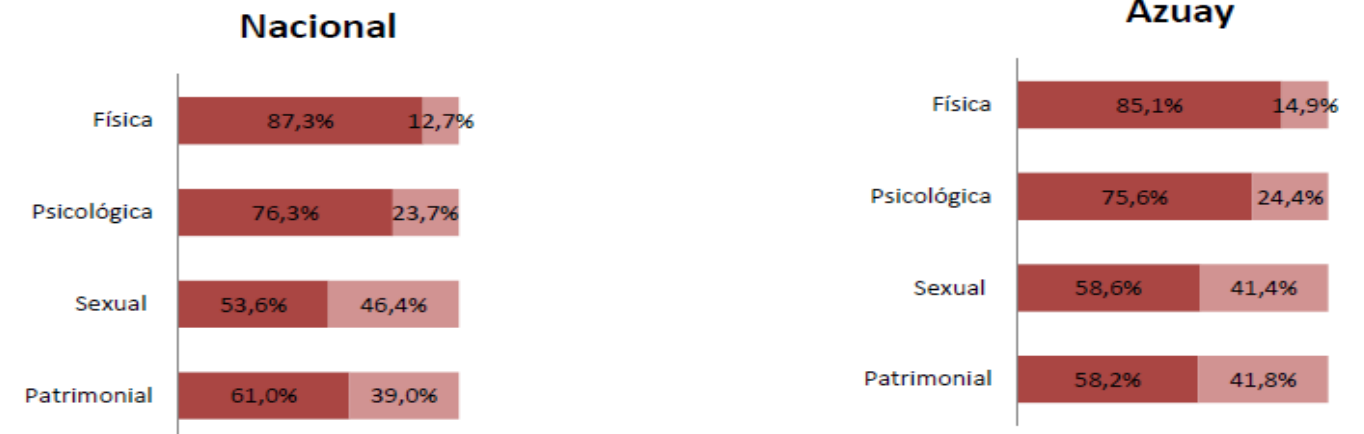 Nacional
Física 87,3% 12,7%
Psicológica 76,3% 23,7%
Sexual 53,6% 46,4%
Patrimonial 61,0% 39,0%
Azuay
Física 85,1% 14,9%
Psicológica 75,6% 24,4%
Sexual 58,6% 41,4%
Patrimonial 58,2% 41,8%